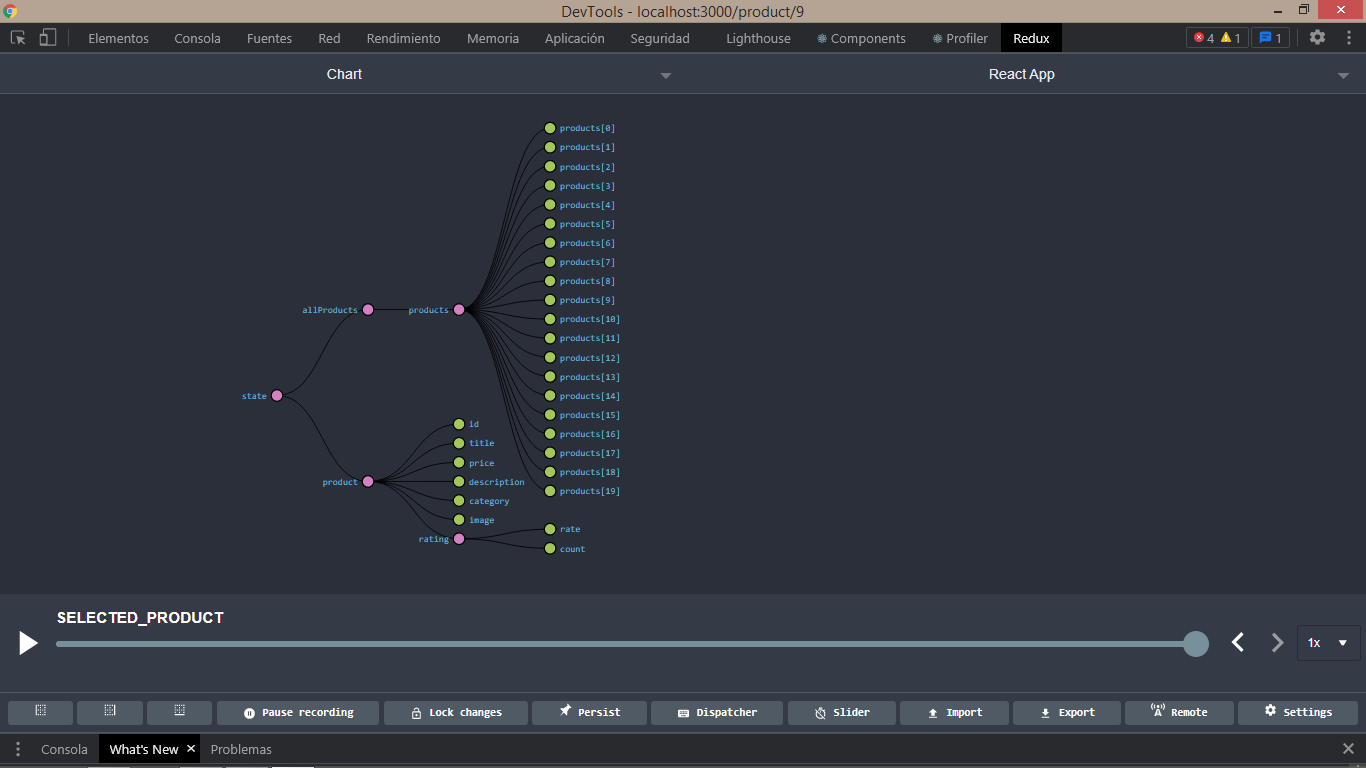 DevTools - localhost:3000/product/9
Elementos Consola Fuentes Red Rendimiento Memoria Aplicación Seguridad Lighthouse Components Profiler Redux 4 1 1
Chart React App
products[0]
products[1]
products[2]
products[3]
products[4]
products[5]
products[6]
products[7]
products[8]
products[9]
allProducts products
products[10]
products[11]
products[12]
products[13]
state products[14]
products[15]
id
products[16]
title
products[17]
price
products[18]
product description
products[19]
category
image
rate
rating
count
SELECTED_PRODUCT
1x
Pause recording Lock changes Persist Dispatcher Slider Import Export Remote Settings
Consola What's New Problemas